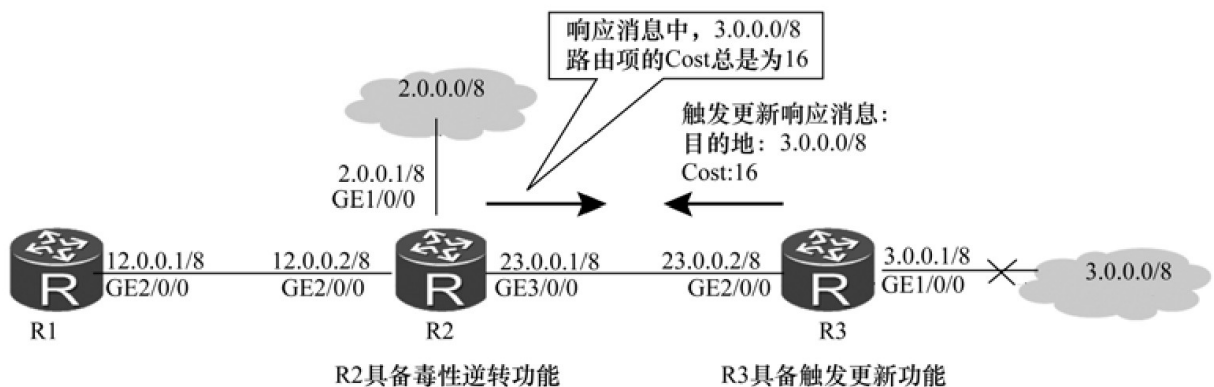 响应消息中，3.0.0.0/8
路由项的Cost总是为16
2.0.0.0/8
触发更新响应消息：
目的地：3.0.0.0/8
Cost:16
2.0.0.1/8
GE1/0/0
12.0.0.1/8
GE2/0/0
12.0.0.2/8
GE2/0/0
23.0.0.1/8
GE3/0/0
23.0.0.2/8
GE2/0/0
3.0.0.1/8
GE1/0/0
3.0.0.0/8
R
R
R
R1
R2
R3
R2具备毒性逆转功能
R3具备触发更新功能